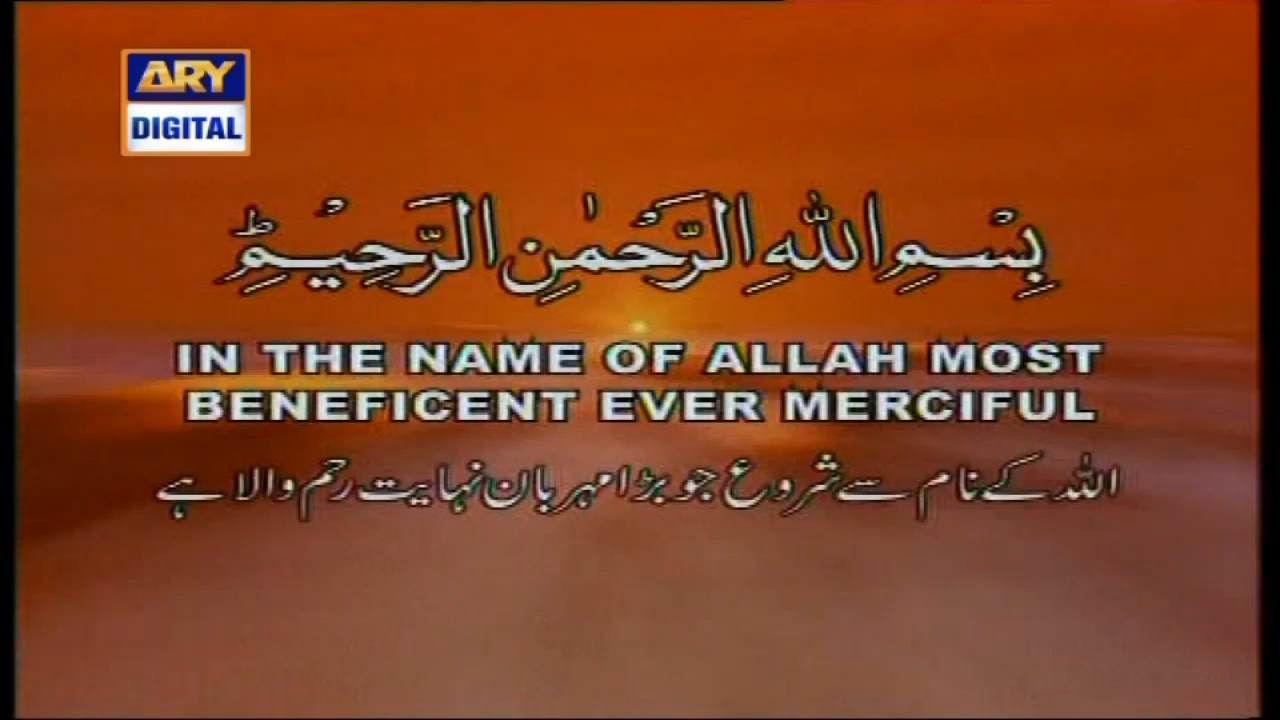 ARY
DIGITAL
بِسْمِ اللهِ الرَّحْمٰنِ الرَّحِيْمِ ؕ
IN THE NAME OF ALLAH MOST
BENEFICENT EVER MERCIFUL
اللہ کے نام سے شروع جو بڑا مہربان نہایت رحم والا ہے